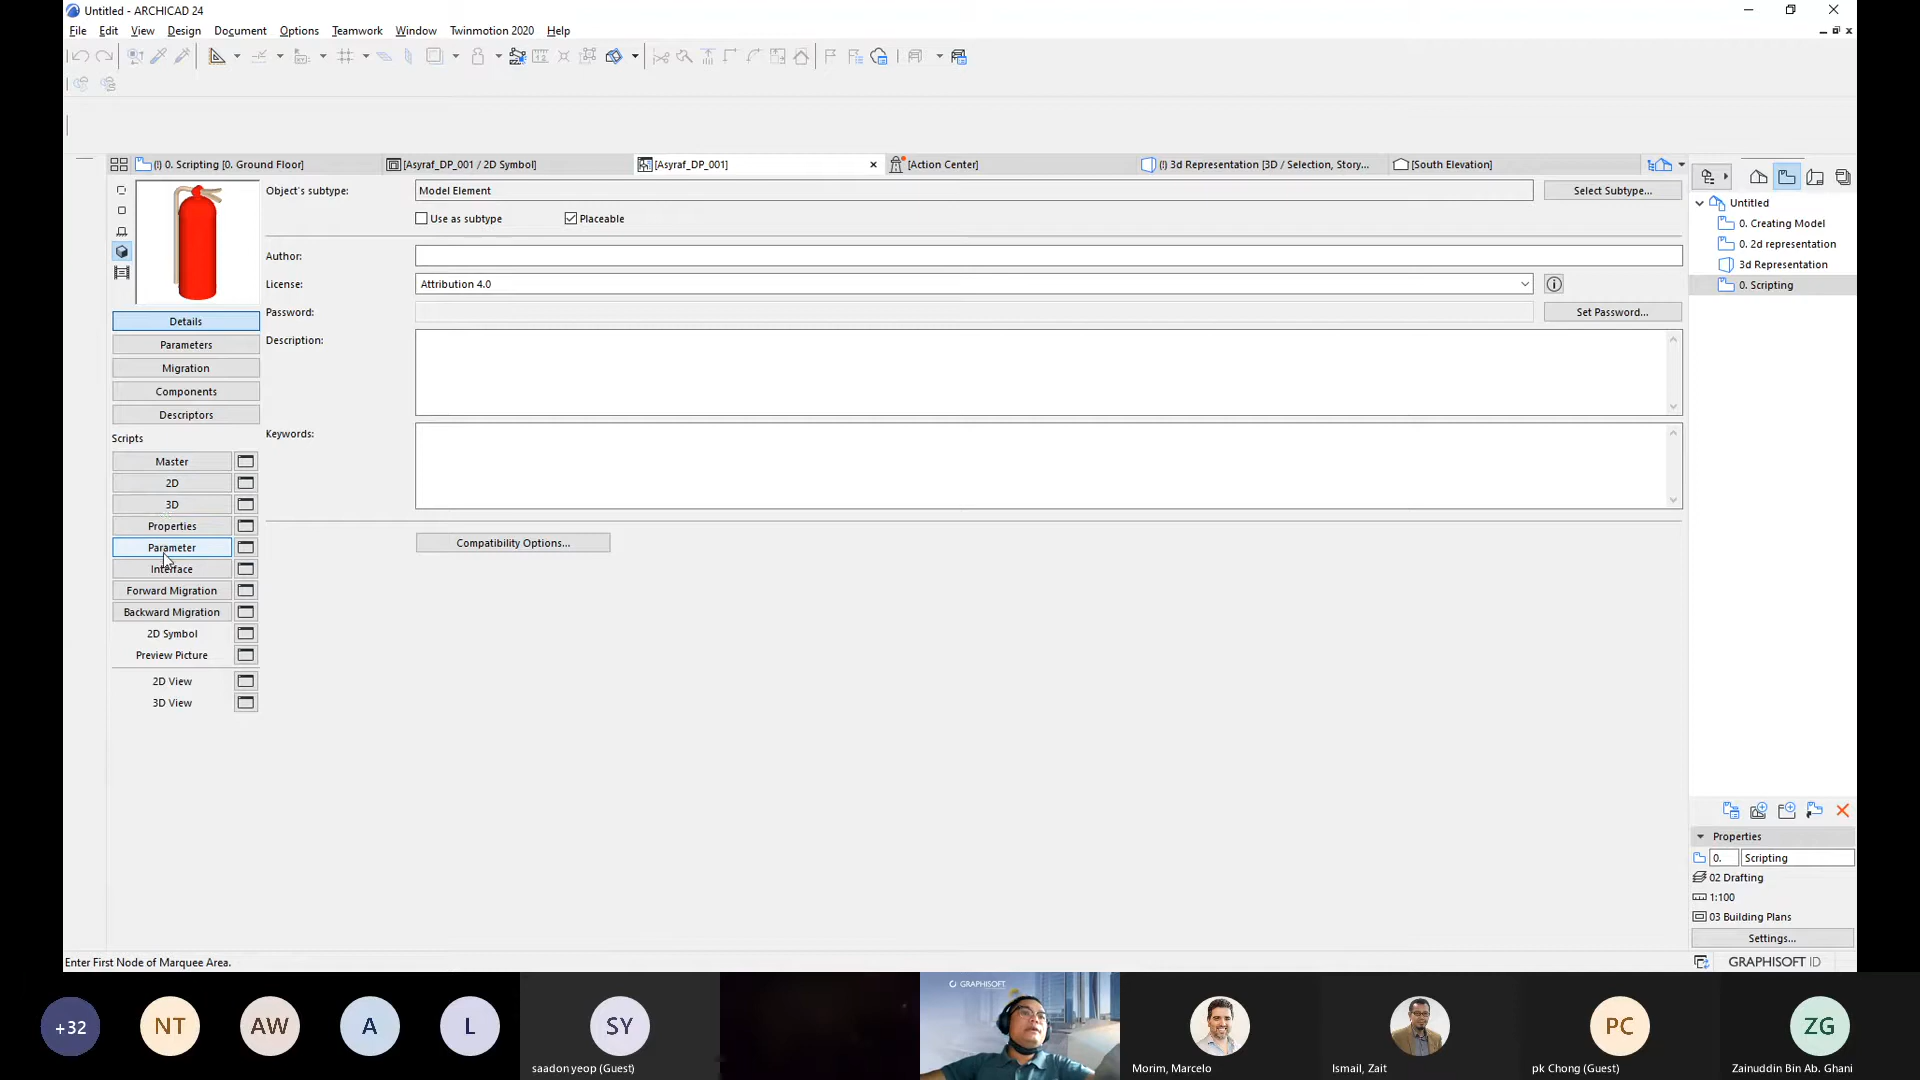 Untitled - ARCHICAD 24
File Edit View Design Document Options Teamwork Window Twinmotion 2020 Help
(!) 0. Scripting [0. Ground Floor]
[Asyraf_DP_001 / 2D Symbol]
[Asyraf_DP_001]
[Action Center]
(!) 3d Representation [3D / Selection, Story...
[South Elevation]
Object's subtype:
Model Element
Select Subtype...
Use as subtype
Placeable
Author:
License:
Attribution 4.0
Password:
Set Password...
Description:
Keywords:
Compatibility Options...
Details
Parameters
Migration
Components
Descriptors
Scripts
Master
2D
3D
Properties
Parameter
Interface
Forward Migration
Backward Migration
2D Symbol
Preview Picture
2D View
3D View
Untitled
0. Creating Model
0. 2d representation
3d Representation
0. Scripting
Properties
0. Scripting
02 Drafting
1:100
03 Building Plans
Settings...
Enter First Node of Marquee Area.
GRAPHISOFT ID
+32
NT
AW
A
L
SY
saadon yeop (Guest)
GRAPHISOFT
Morim, Marcelo
Ismail, Zait
PC
pk Chong (Guest)
ZG
Zainuddin Bin Ab. Ghani